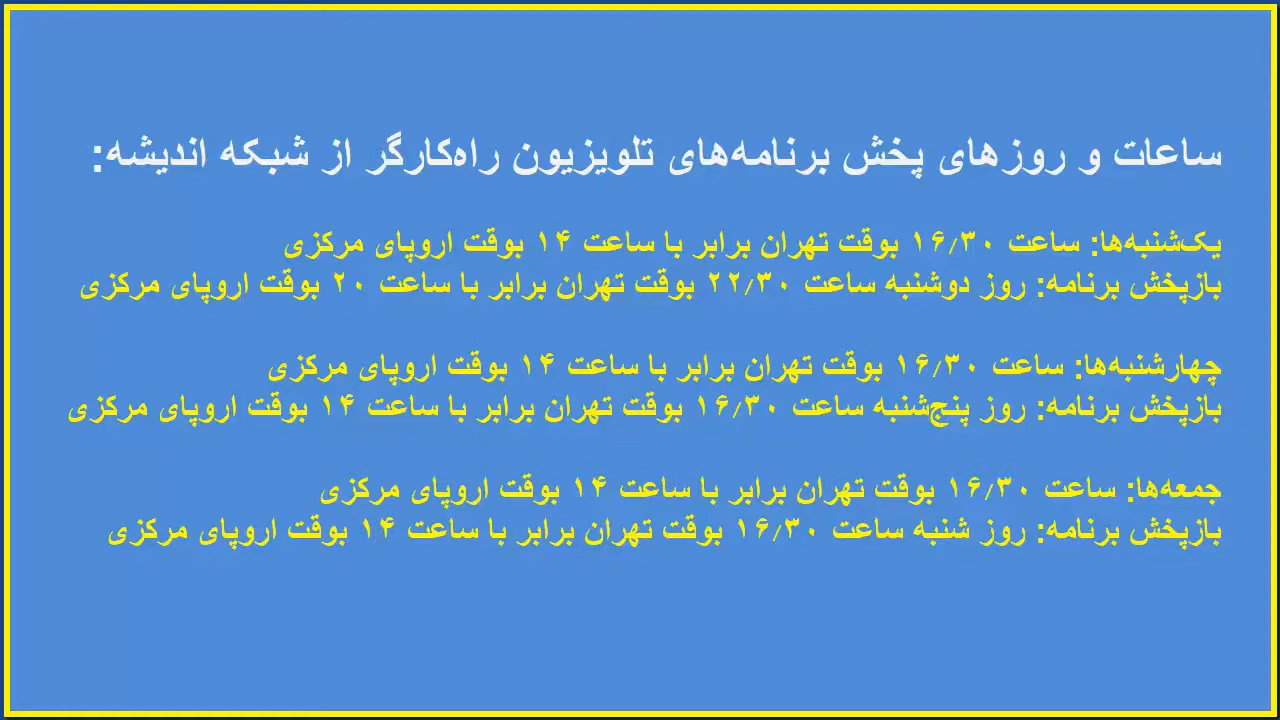 ساعات و روزهای پخش برنامه‌های تلویزیون راه‌کارگر از شبکه اندیشه:
یک‌شنبه‌ها: ساعت ۱۶٫۳۰ بوقت تهران برابر با ساعت ۱۴ بوقت اروپای مرکزی
بازپخش برنامه: روز دوشنبه ساعت ۲۲٫۳۰ بوقت تهران برابر با ساعت ۲۰ بوقت اروپای مرکزی
چهارشنبه‌ها: ساعت ۱۶٫۳۰ بوقت تهران برابر با ساعت ۱۴ بوقت اروپای مرکزی
بازپخش برنامه: روز پنج‌شنبه ساعت ۱۶٫۳۰ بوقت تهران برابر با ساعت ۱۴ بوقت اروپای مرکزی
جمعه‌ها: ساعت ۱۶٫۳۰ بوقت تهران برابر با ساعت ۱۴ بوقت اروپای مرکزی
بازپخش برنامه: روز شنبه ساعت ۱۶٫۳۰ بوقت تهران برابر با ساعت ۱۴ بوقت اروپای مرکزی